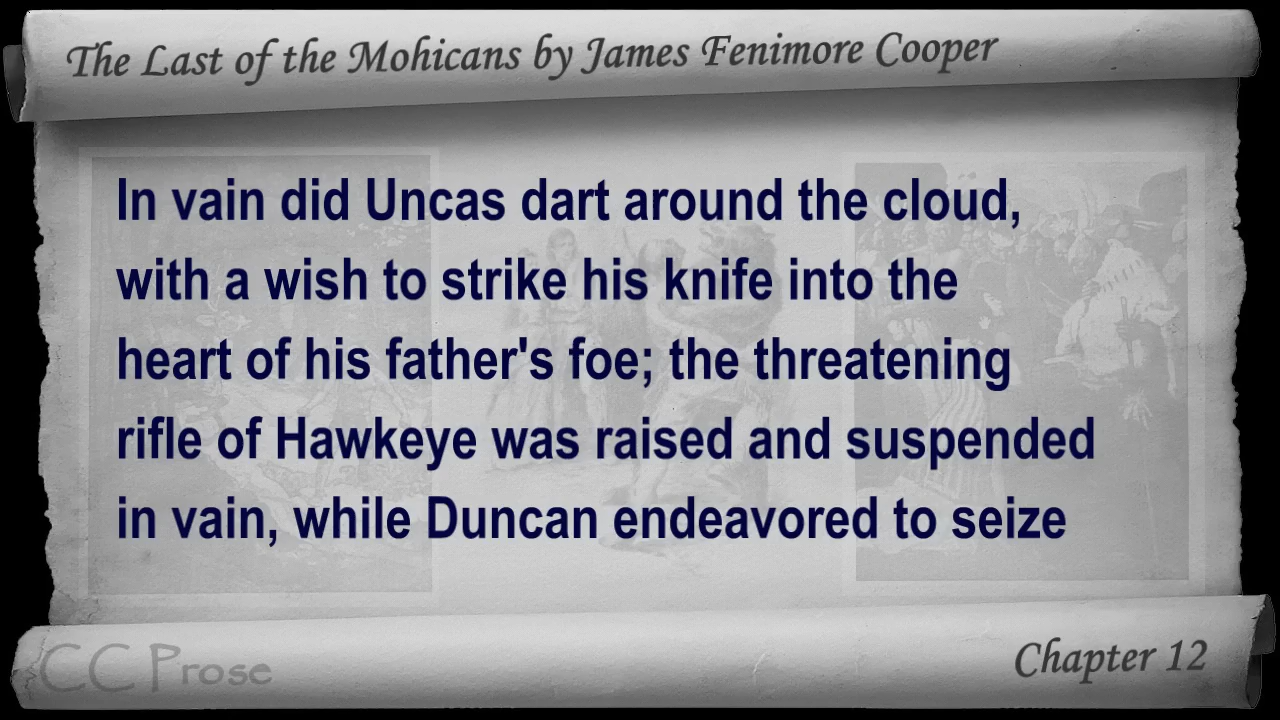 The Last of the Mohicans by James Fenimore Cooper
In vain did Uncas dart around the cloud,
with a wish to strike his knife into the
heart of his father's foe; the threatening
rifle of Hawkeye was raised and suspended
in vain, while Duncan endeavored to seize
CC Prose
Chapter 12